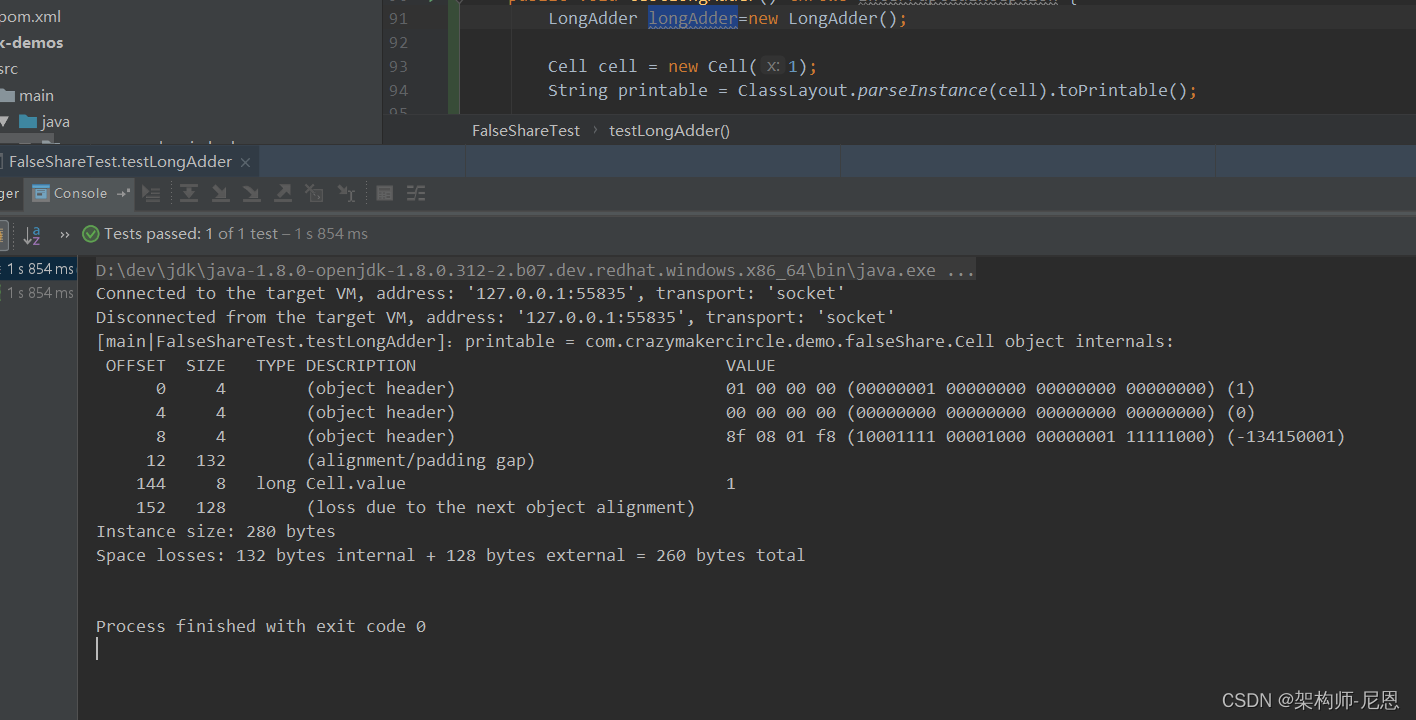 pom.xml
k-demos
src
main
java
91 LongAdder longAdder=new LongAdder();
92
93 Cell cell = new Cell( x: 1);
94 String printable = ClassLayout.parseInstance(cell).toPrintable();
95
FalseShareTest › testLongAdder()
FalseShareTest.testLongAdder ×
ger Console
» Tests passed: 1 of 1 test – 1 s 854 ms
1 s 854 ms D:\dev\jdk\java-1.8.0-openjdk-1.8.0.312-2.b07.dev.redhat.windows.x86_64\bin\java.exe ...
1 s 854 ms Connected to the target VM, address: '127.0.0.1:55835', transport: 'socket'
Disconnected from the target VM, address: '127.0.0.1:55835', transport: 'socket'
[main|FalseShareTest.testLongAdder]：printable = com.crazymakercircle.demo.falseShare.Cell object internals:
OFFSET SIZE TYPE DESCRIPTION VALUE
0 4 (object header) 01 00 00 00 (00000001 00000000 00000000 00000000) (1)
4 4 (object header) 00 00 00 00 (00000000 00000000 00000000 00000000) (0)
8 4 (object header) 8f 08 01 f8 (10001111 00001000 00000001 11111000) (-134150001)
12 132 (alignment/padding gap)
144 8 long Cell.value 1
152 128 (loss due to the next object alignment)
Instance size: 280 bytes
Space losses: 132 bytes internal + 128 bytes external = 260 bytes total
Process finished with exit code 0
CSDN @架构师-尼恩